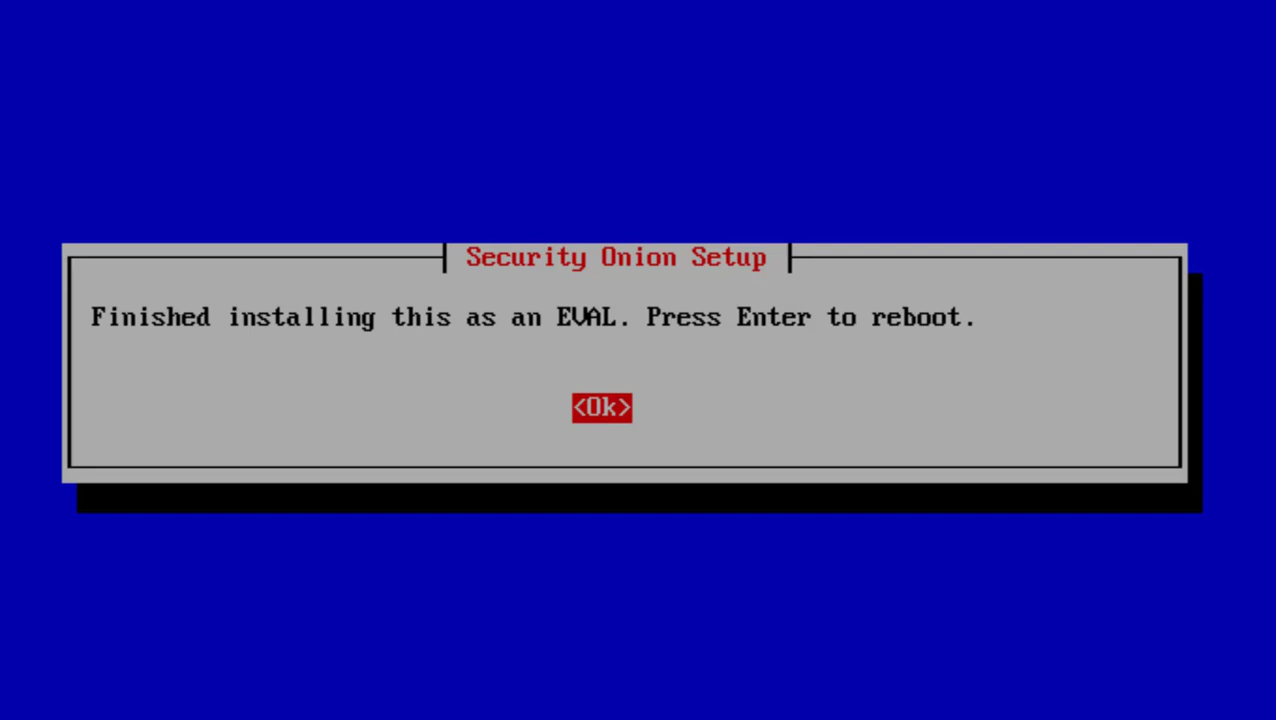 Security Onion Setup
Finished installing this as an EVAL. Press Enter to reboot.
<Ok>